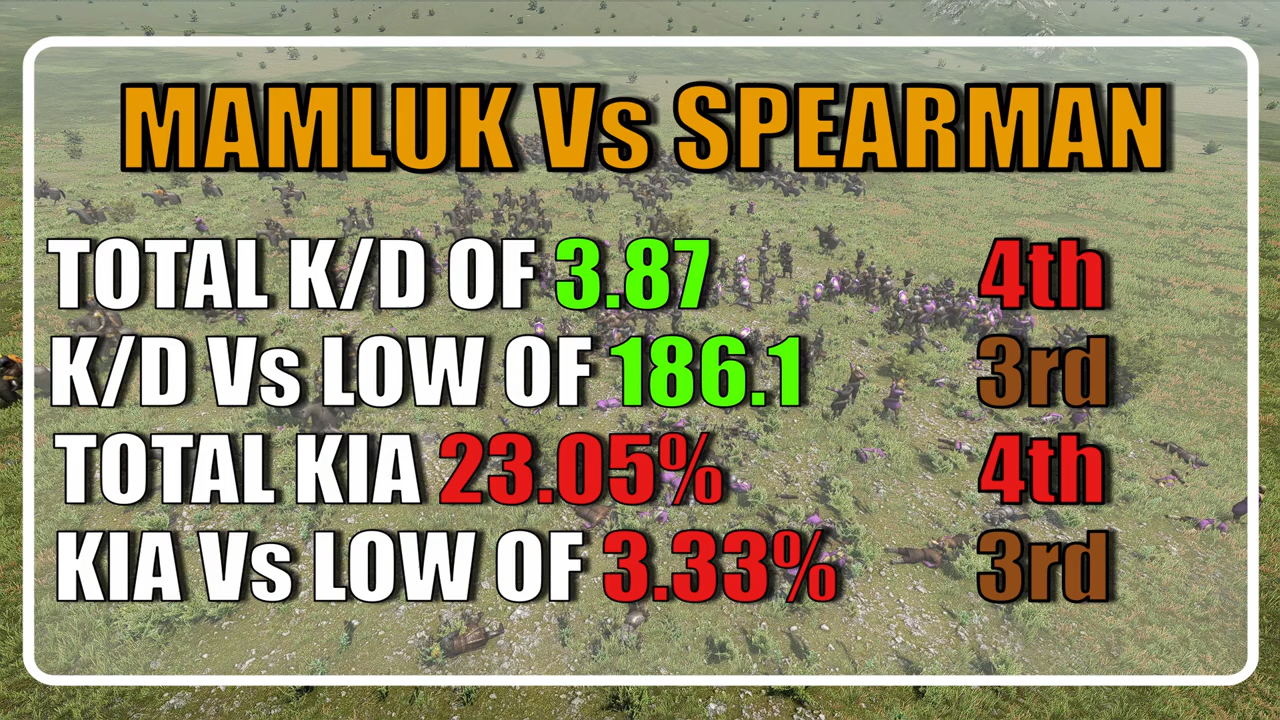 MAMLUK Vs SPEARMAN
TOTAL K/D OF 3.87 4th
K/D Vs LOW OF 186.1 3rd
TOTAL KIA 23.05% 4th
KIA Vs LOW OF 3.33% 3rd